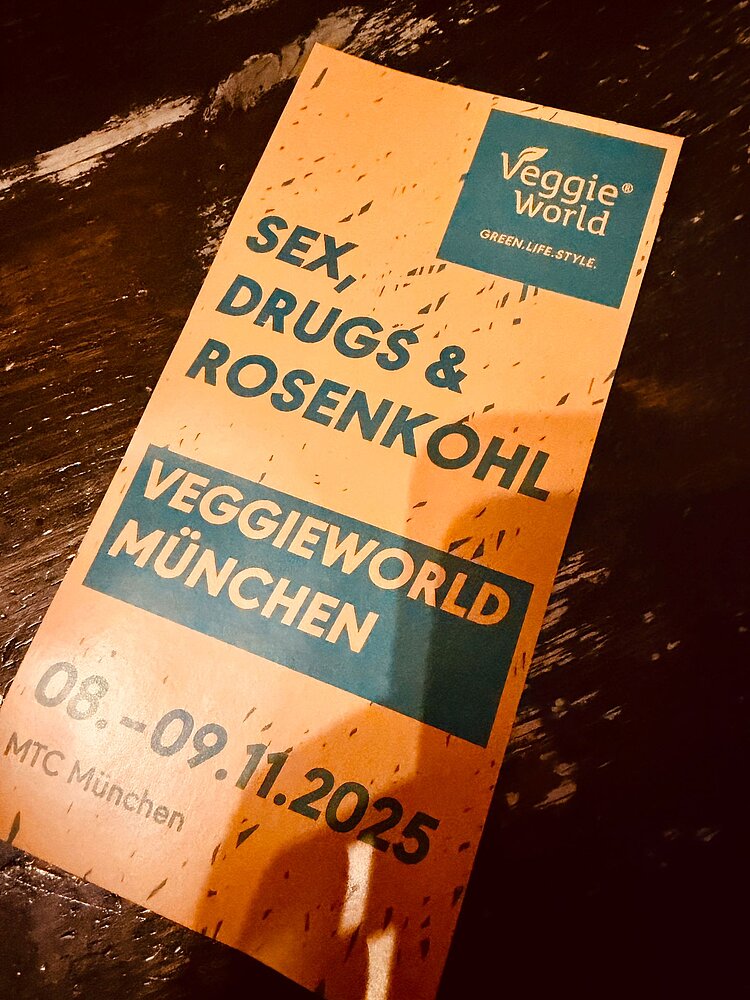 Veggie®
world
GREEN.LIFE.STYLE.
SEX,
DRUGS &
ROSENKOHL
VEGGIEWORLD
MÜNCHEN
08.–09.11.2025
MTC München